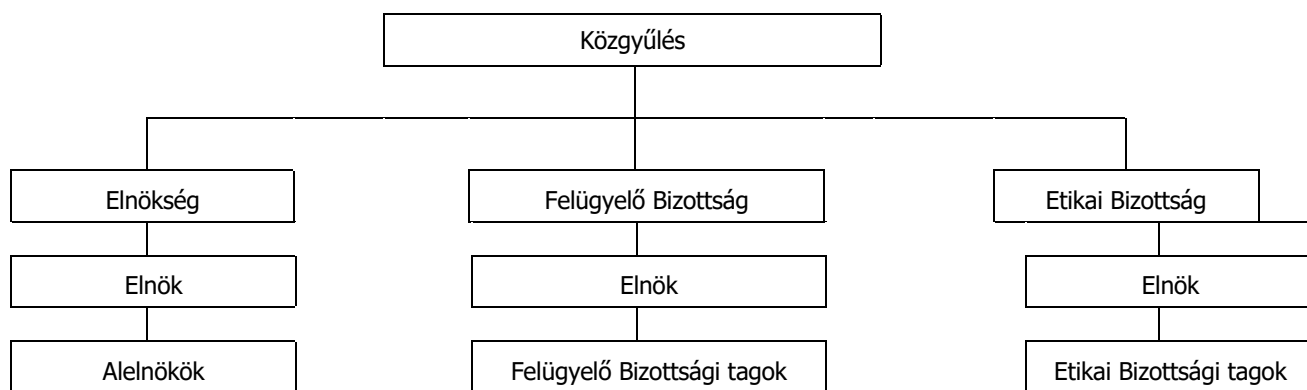 Közgyűlés
Elnökség
Felügyelő Bizottság
Etikai Bizottság
Elnök
Elnök
Elnök
Alelnökök
Felügyelő Bizottsági tagok
Etikai Bizottsági tagok